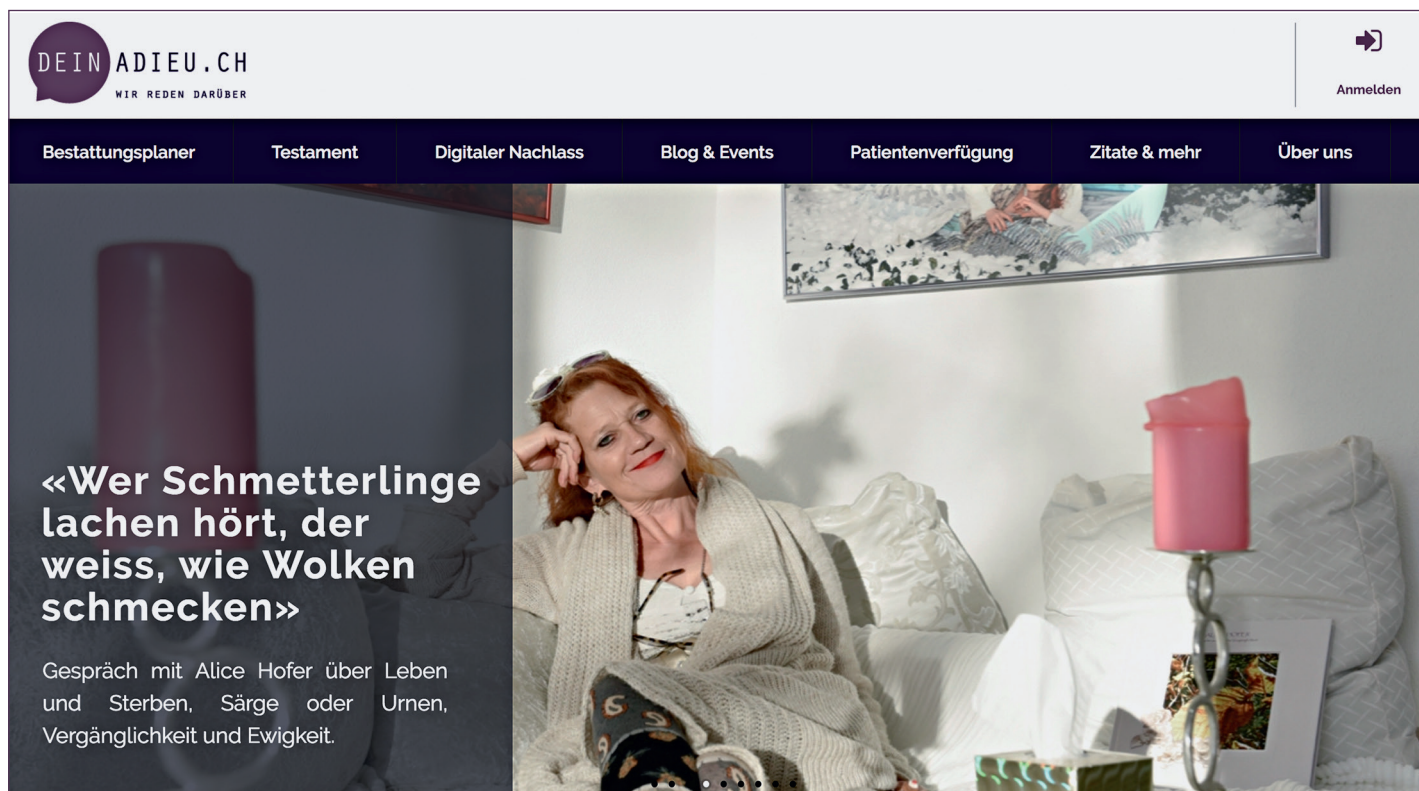 DEIN ADIEU.CH
WIR REDEN DARÜBER
Anmelden
Bestattungsplaner Testament Digitaler Nachlass Blog & Events Patientenverfügung Zitate & mehr Über uns
«Wer Schmetterlinge
lachen hört, der
weiss, wie Wolken
schmecken»
Gespräch mit Alice Hofer über Leben
und Sterben, Särge oder Urnen,
Vergänglichkeit und Ewigkeit.